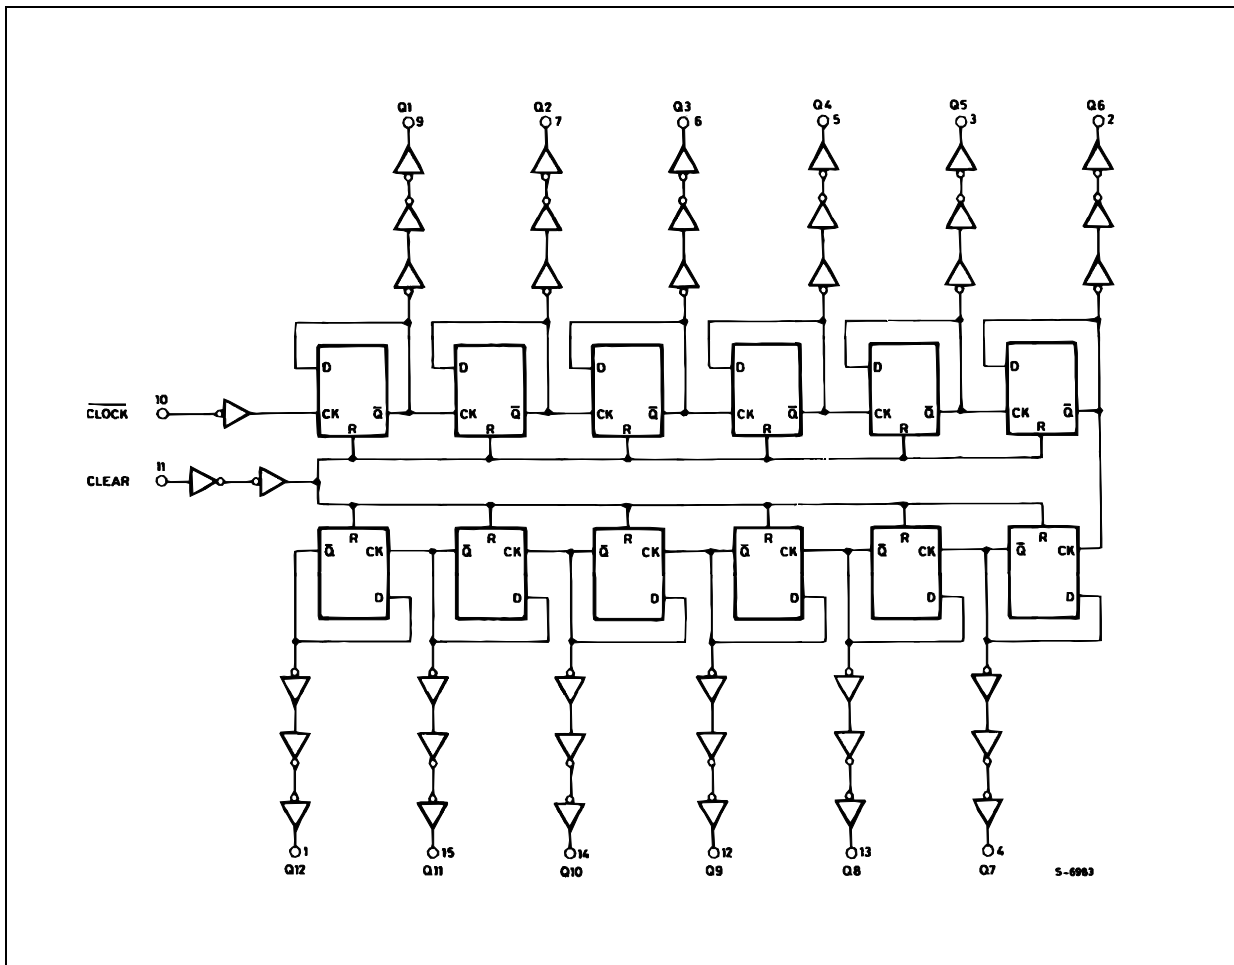 Q1 Q2 Q3 Q4 Q5 Q6
9 7 6 5 3 2
D D D D D D
10
CLOCK CK Q̅ CK Q̅ CK Q̅ CK Q̅ CK Q̅ CK Q̅
R R R R R R
11
CLEAR
R R R R R R
Q̅ CK Q̅ CK Q̅ CK Q̅ CK Q̅ CK Q̅ CK
D D D D D D
1 15 14 12 13 4
Q12 Q11 Q10 Q9 Q8 Q7
S-6983